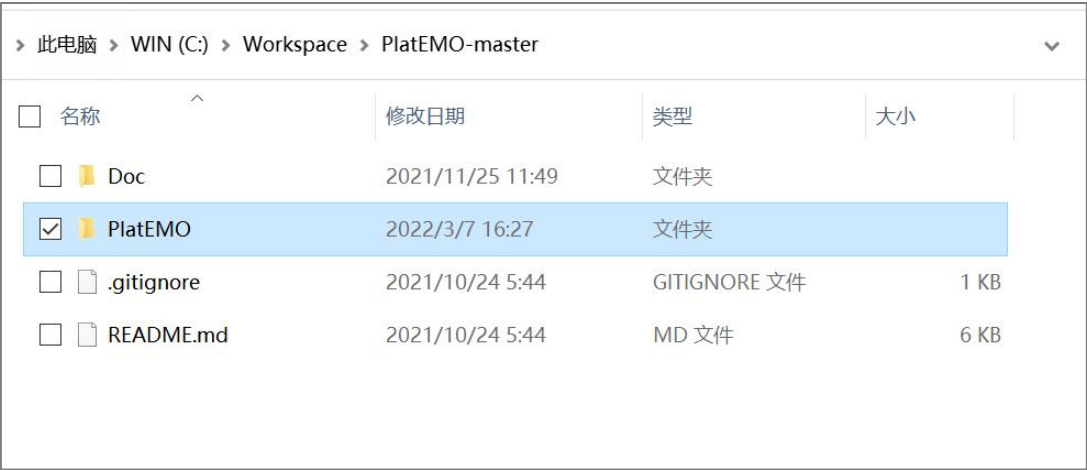 此电脑 > WIN (C:) > Workspace > PlatEMO-master
名称 修改日期 类型 大小
Doc 2021/11/25 11:49 文件夹
PlatEMO 2022/3/7 16:27 文件夹
.gitignore 2021/10/24 5:44 GITIGNORE 文件 1 KB
README.md 2021/10/24 5:44 MD 文件 6 KB